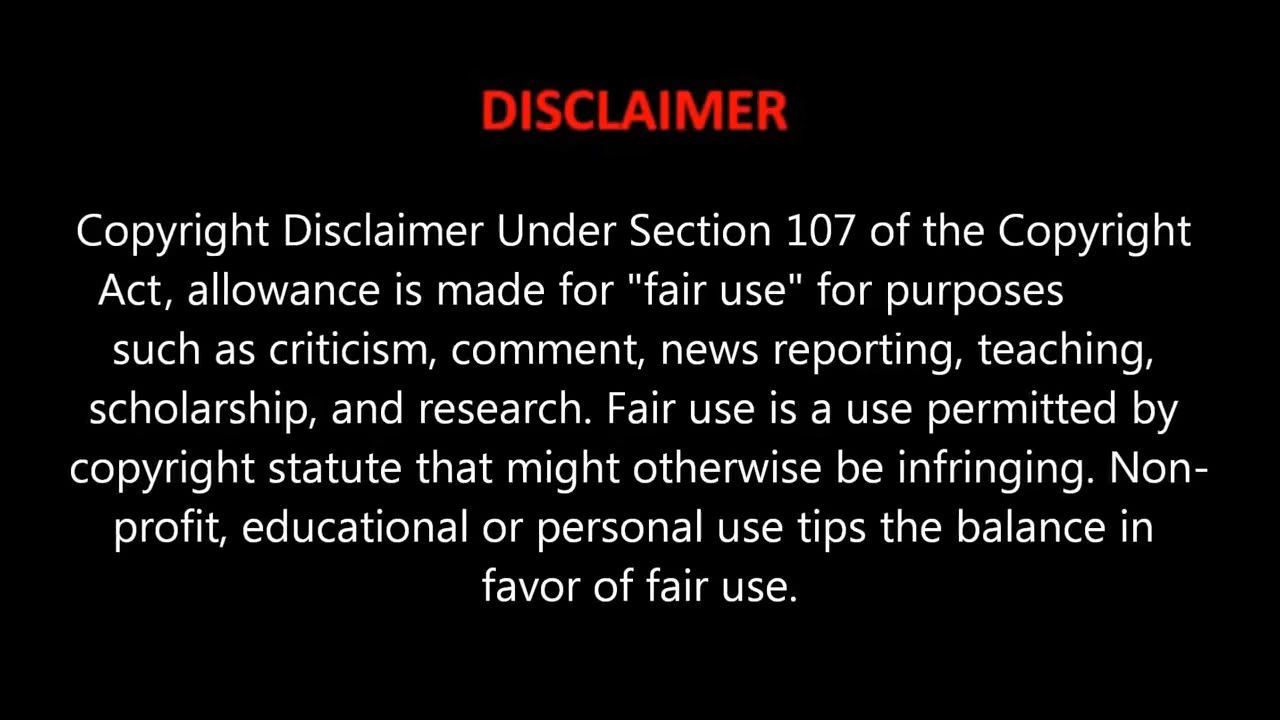 DISCLAIMER
Copyright Disclaimer Under Section 107 of the Copyright
Act, allowance is made for "fair use" for purposes
such as criticism, comment, news reporting, teaching,
scholarship, and research. Fair use is a use permitted by
copyright statute that might otherwise be infringing. Non-
profit, educational or personal use tips the balance in
favor of fair use.